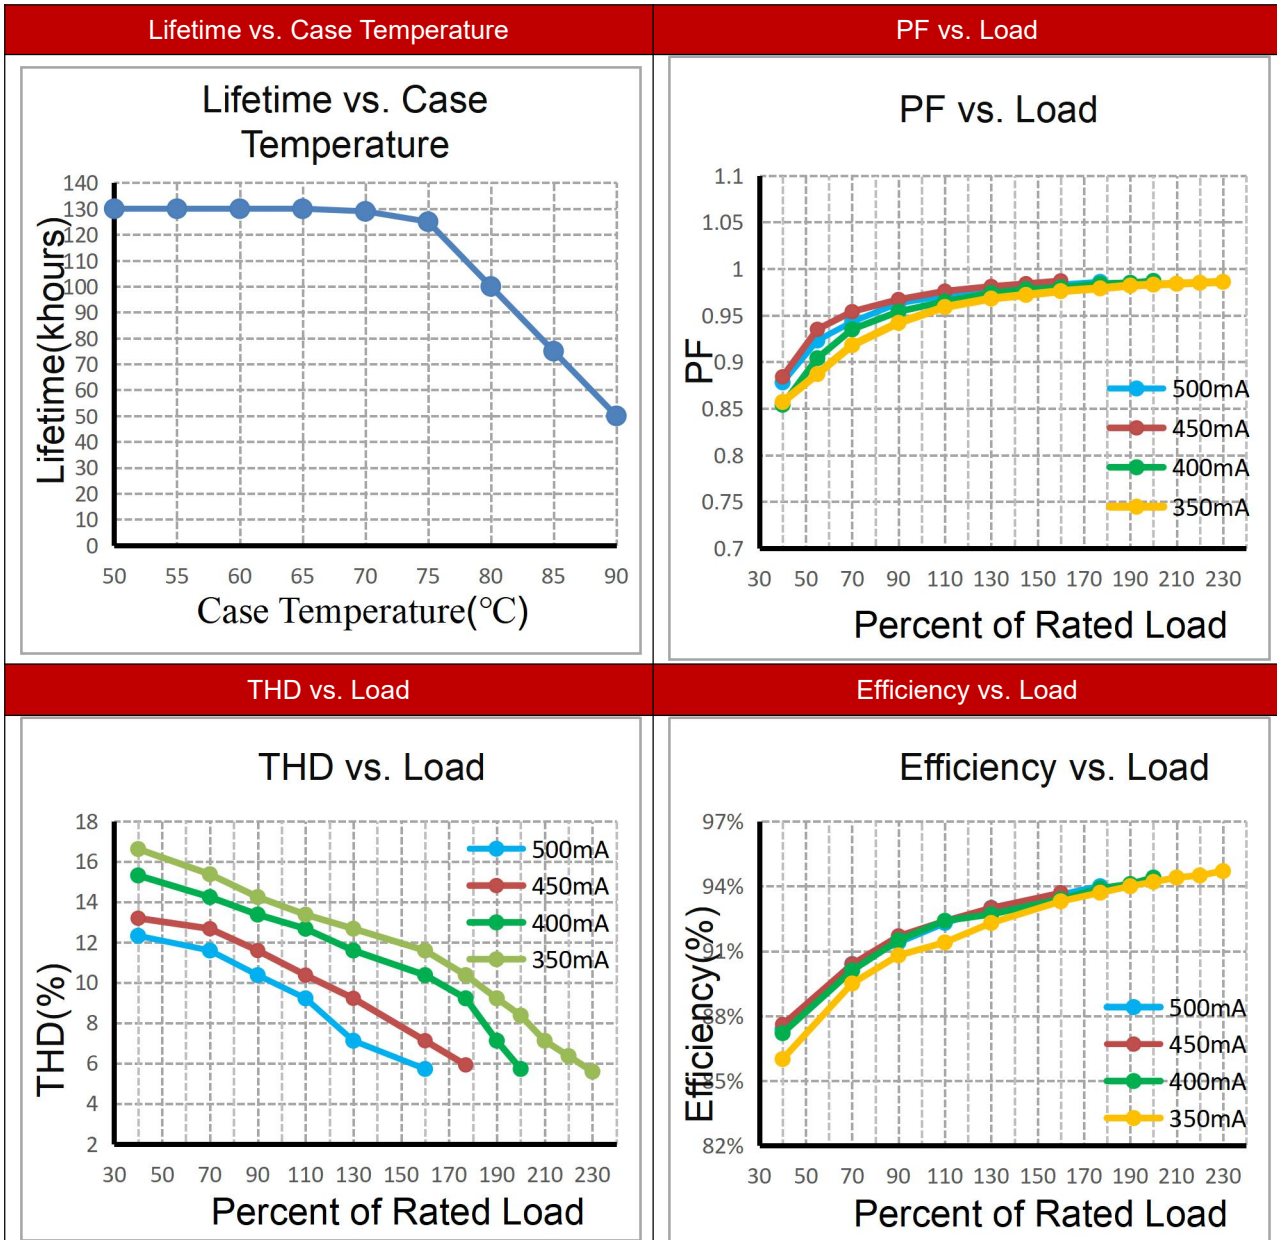 Lifetime vs. Case Temperature
Lifetime vs. Case
Temperature
140
130
120
110
100
90
80
70
60
50
40
30
20
10
0
Lifetime(khours)
50 55 60 65 70 75 80 85 90
Case Temperature(℃)
PF vs. Load
PF vs. Load
1.1
1.05
1
0.95
0.9
0.85
0.8
0.75
0.7
PF
500mA
450mA
400mA
350mA
30 50 70 90 110 130 150 170 190 210 230
Percent of Rated Load
THD vs. Load
THD vs. Load
18
16
14
12
10
8
6
4
2
THD(%)
500mA
450mA
400mA
350mA
30 50 70 90 110 130 150 170 190 210 230
Percent of Rated Load
Efficiency vs. Load
Efficiency vs. Load
97%
94%
91%
88%
85%
82%
Efficiency(%)
500mA
450mA
400mA
350mA
30 50 70 90 110 130 150 170 190 210 230
Percent of Rated Load